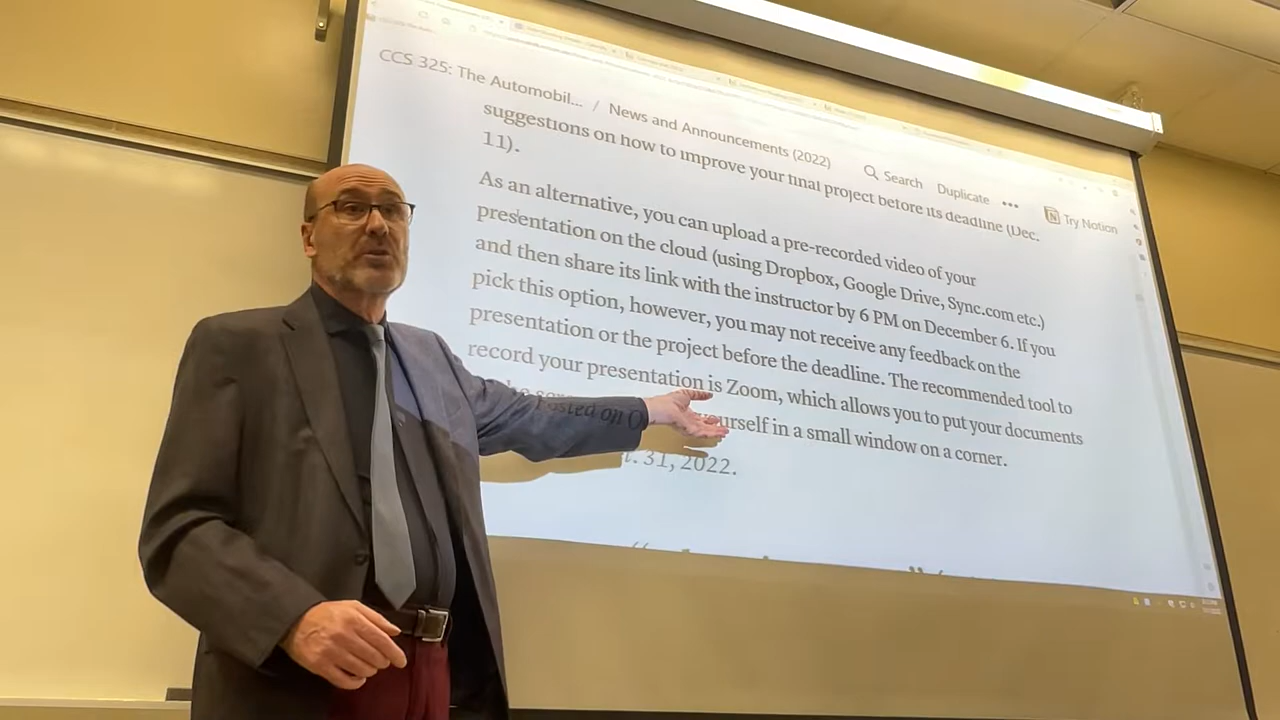 CCS 325: The Automobil... / News and Announcements (2022)
Search Duplicate ••• Try Notion
suggestions on how to improve your final project before its deadline (Dec.
11).
As an alternative, you can upload a pre-recorded video of your
presentation on the cloud (using Dropbox, Google Drive, Sync.com etc.)
and then share its link with the instructor by 6 PM on December 6. If you
pick this option, however, you may not receive any feedback on the
presentation or the project before the deadline. The recommended tool to
record your presentation is Zoom, which allows you to put your documents
yourself in a small window on a corner.
Posted on
31, 2022.